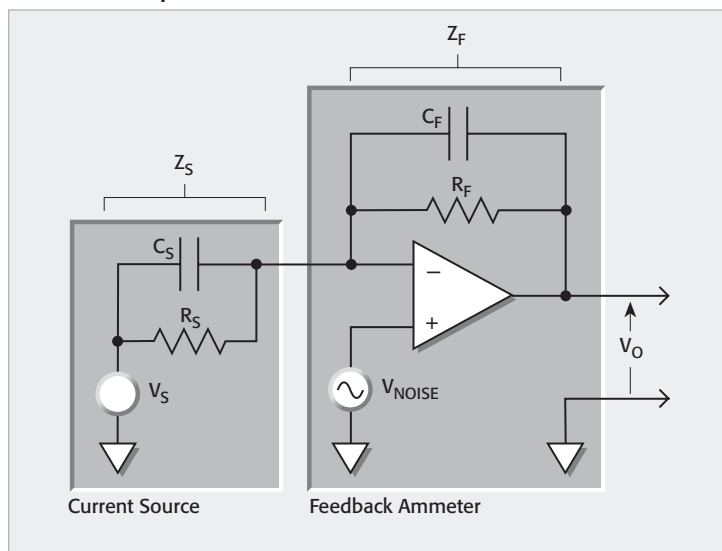 Z_F
C_F
Z_S
R_F
C_S
−
R_S
+
V_S
V_NOISE
V_O
Current Source
Feedback Ammeter